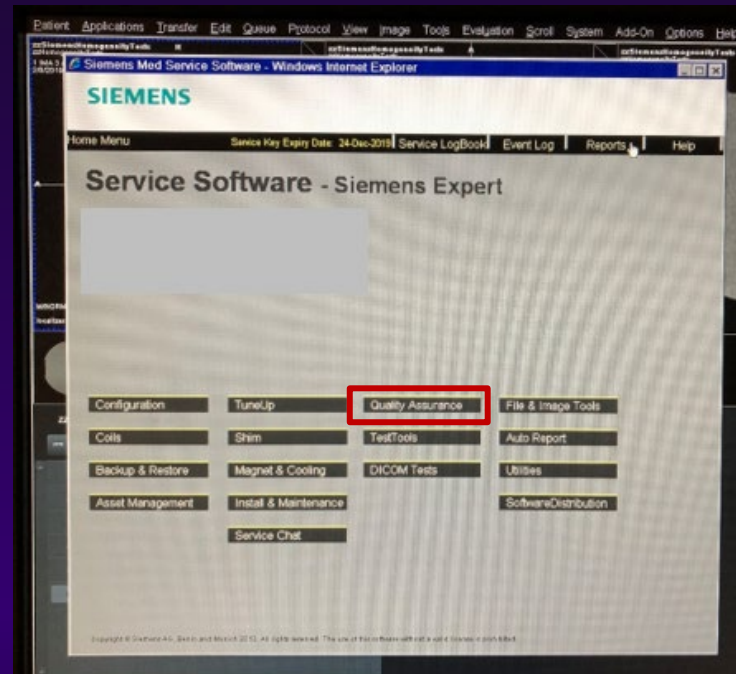 Patient Applications Transfer Edit Queue Protocol View Image Tools Evaluation Scroll System Add-On Options Help
Siemens Med Service Software - Windows Internet Explorer
SIEMENS
Home Menu Service Key Expiry Date: 24-Dec-2019 Service LogBook Event Log Reports Help
Service Software - Siemens Expert
Configuration TuneUp Quality Assurance File & Image Tools
Coils Shim TestTools Auto Report
Backup & Restore Magnet & Cooling DICOM Tests Utilities
Asset Management Install & Maintenance SoftwareDistribution
Service Chat